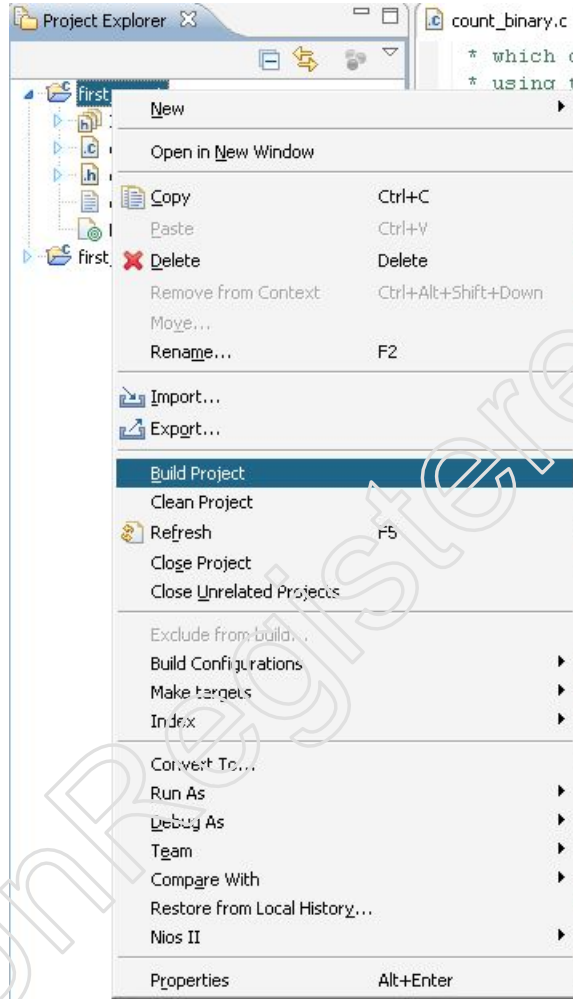 Project Explorer
count_binary.c
* which
* using
first_
New
Open in New Window
Copy Ctrl+C
Paste Ctrl+V
first_
Delete Delete
Remove from Context Ctrl+Alt+Shift+Down
Move...
Rename... F2
Import...
Export...
Build Project
Clean Project
Refresh F5
Close Project
Close Unrelated Projects
Exclude from build...
Build Configurations
Make targets
Index
Convert To...
Run As
Debug As
Team
Compare With
Restore from Local History...
Nios II
Properties Alt+Enter